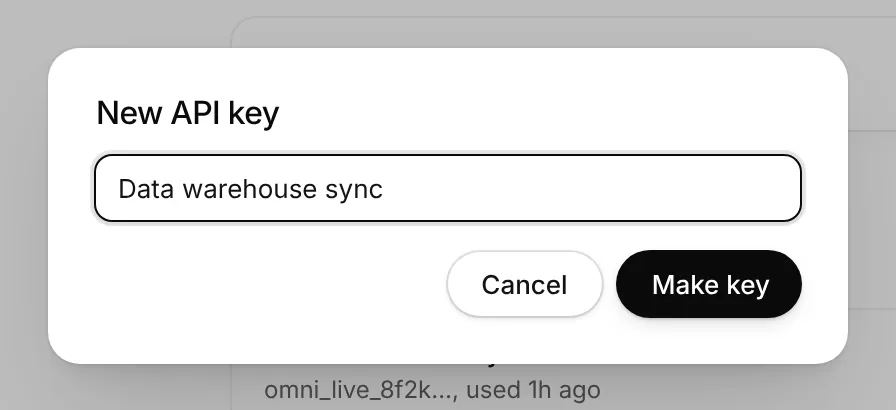 New API key
Data warehouse sync
Cancel
Make key
omni_live_8f2k..., used 1h ago